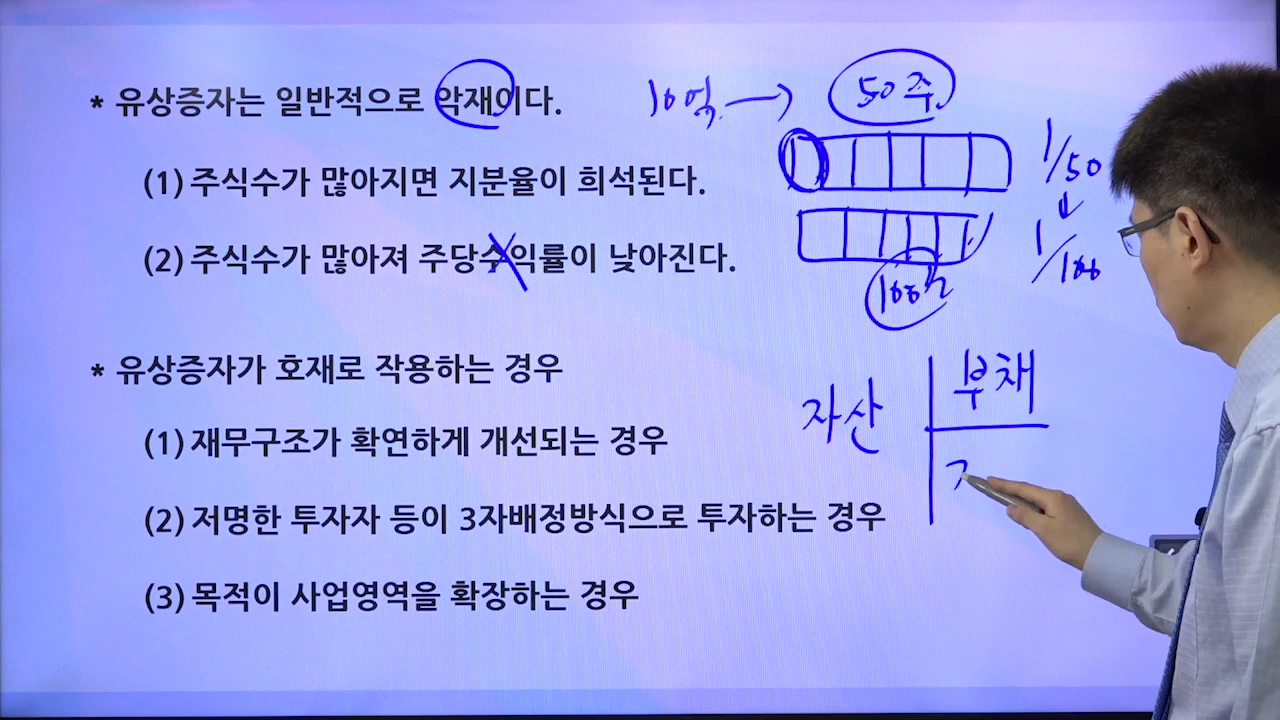 * 유상증자는 일반적으로 악재이다.
(1) 주식수가 많아지면 지분율이 희석된다.
(2) 주식수가 많아져 주당수익률이 낮아진다.
* 유상증자가 호재로 작용하는 경우
(1) 재무구조가 확연하게 개선되는 경우
(2) 저명한 투자자 등이 3자배정방식으로 투자하는 경우
(3) 목적이 사업영역을 확장하는 경우
10억 → 50주
1/50
1/100
자산
부채